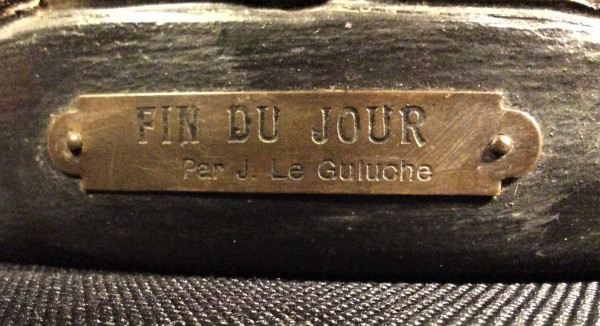 FIN DU JOUR
Par J. Le Guluche